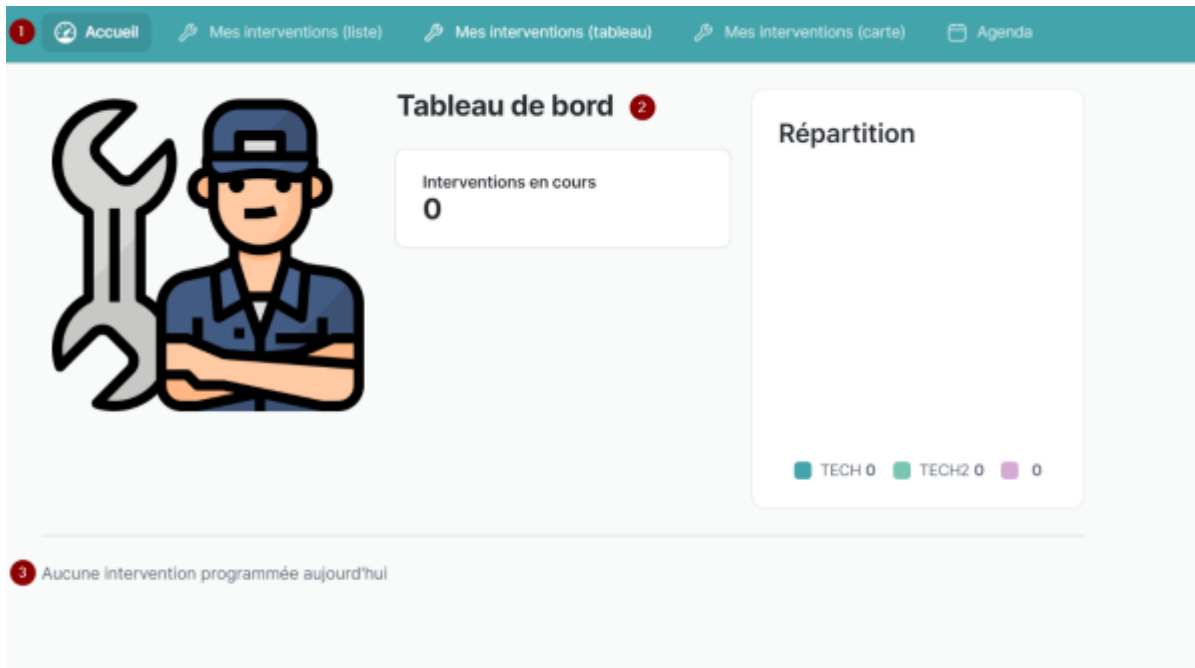 1 Accueil Mes interventions (liste) Mes interventions (tableau) Mes interventions (carte) Agenda
Tableau de bord 2
Interventions en cours
0
Répartition
TECH 0 TECH2 0 0
3 Aucune intervention programmée aujourd'hui